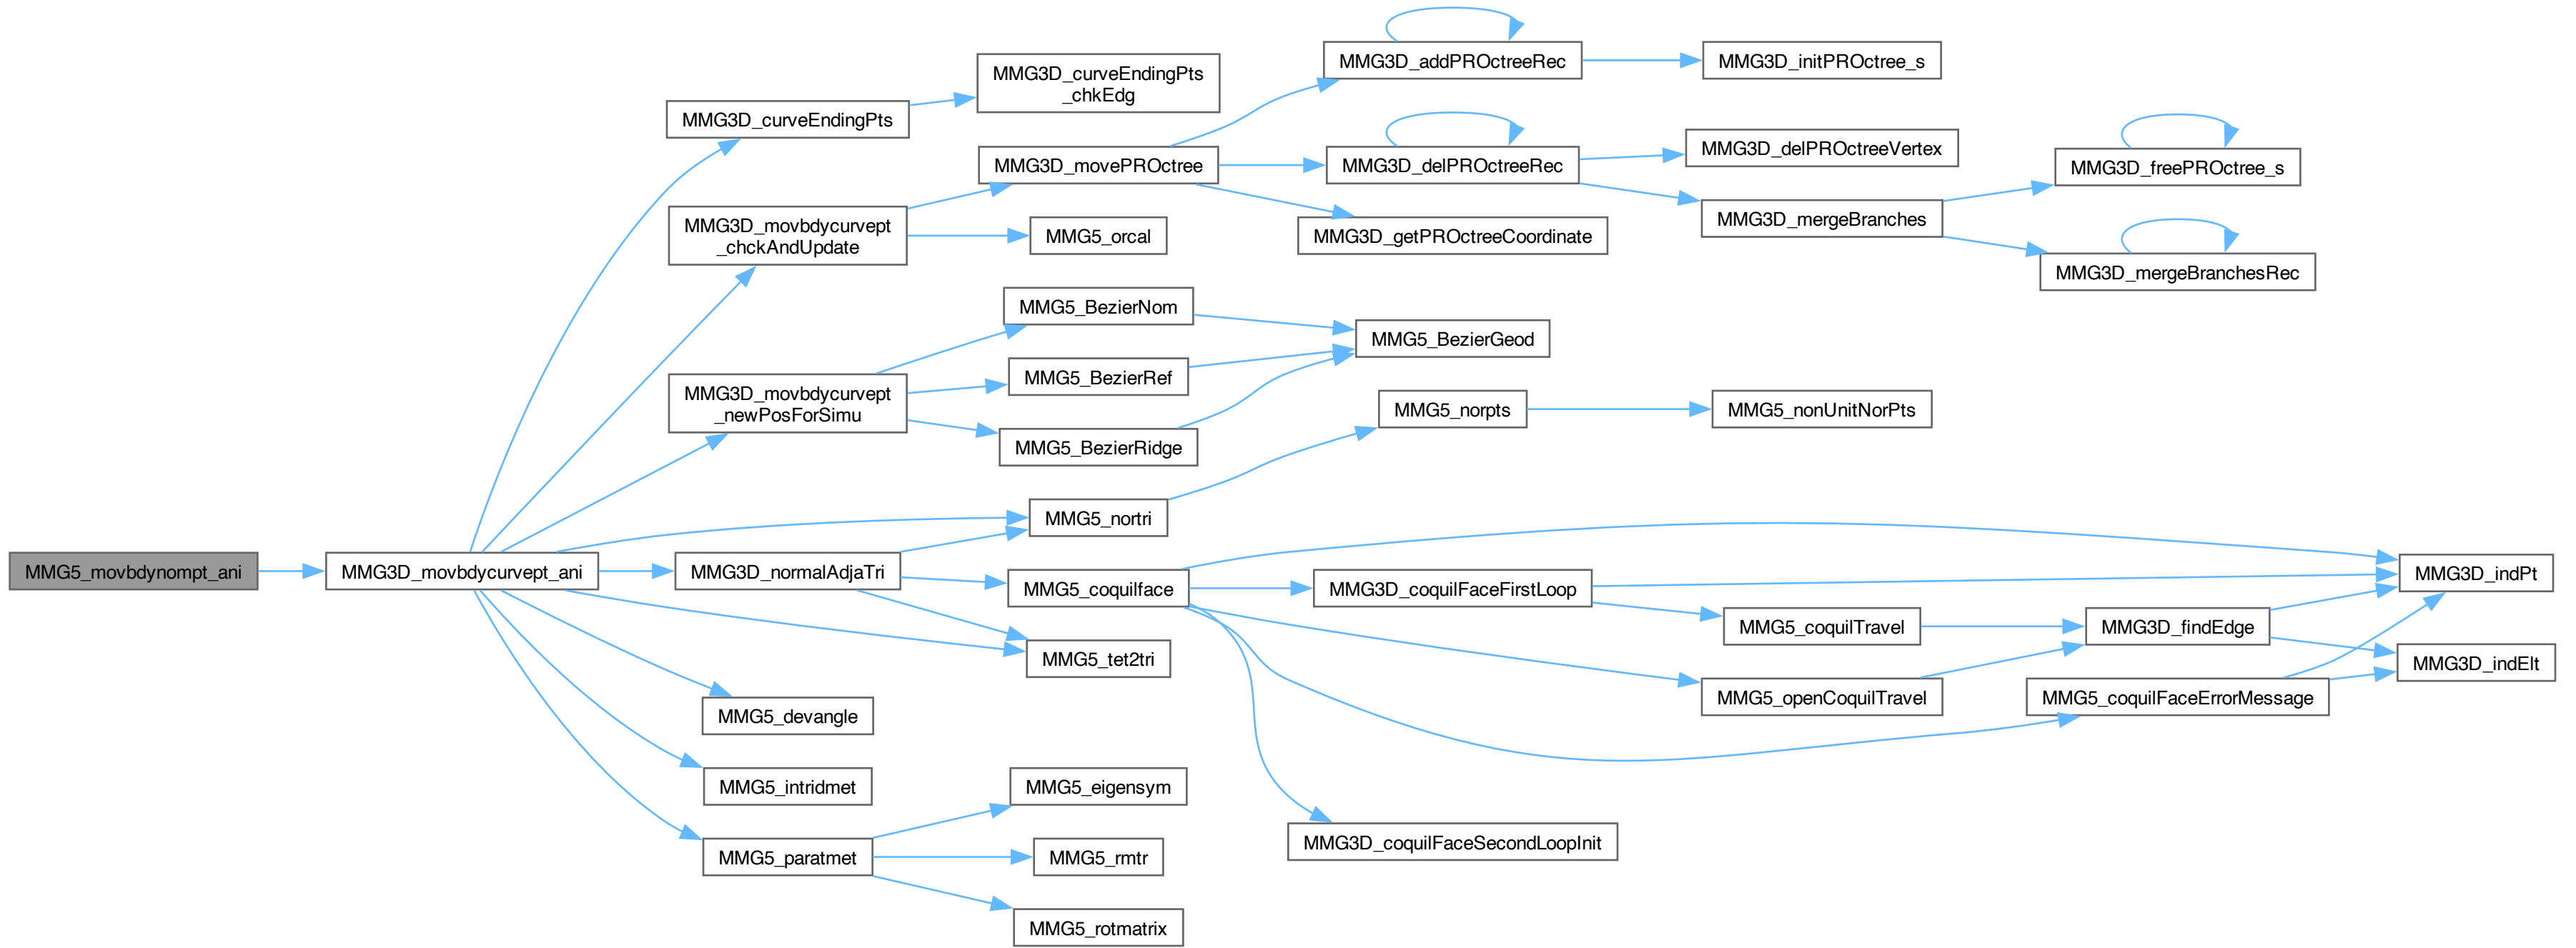 MMG5_movbdynompt_ani
MMG3D_movbdycurvept_ani
MMG3D_curveEndingPts
MMG3D_curveEndingPts
_chkEdg
MMG3D_movbdycurvept
_chckAndUpdate
MMG3D_movePROctree
MMG3D_addPROctreeRec
MMG3D_initPROctree_s
MMG3D_delPROctreeRec
MMG3D_delPROctreeVertex
MMG3D_mergeBranches
MMG3D_freePROctree_s
MMG3D_mergeBranchesRec
MMG3D_getPROctreeCoordinate
MMG5_orcal
MMG3D_movbdycurvept
_newPosForSimu
MMG5_BezierNom
MMG5_BezierRef
MMG5_BezierRidge
MMG5_BezierGeod
MMG5_nortri
MMG5_norpts
MMG5_nonUnitNorPts
MMG3D_normalAdjaTri
MMG5_coquilface
MMG3D_coquilFaceFirstLoop
MMG5_coquilTravel
MMG5_openCoquilTravel
MMG3D_findEdge
MMG5_coquilFaceErrorMessage
MMG3D_indPt
MMG3D_indElt
MMG3D_coquilFaceSecondLoopInit
MMG5_tet2tri
MMG5_devangle
MMG5_intridmet
MMG5_paratmet
MMG5_eigensym
MMG5_rmtr
MMG5_rotmatrix